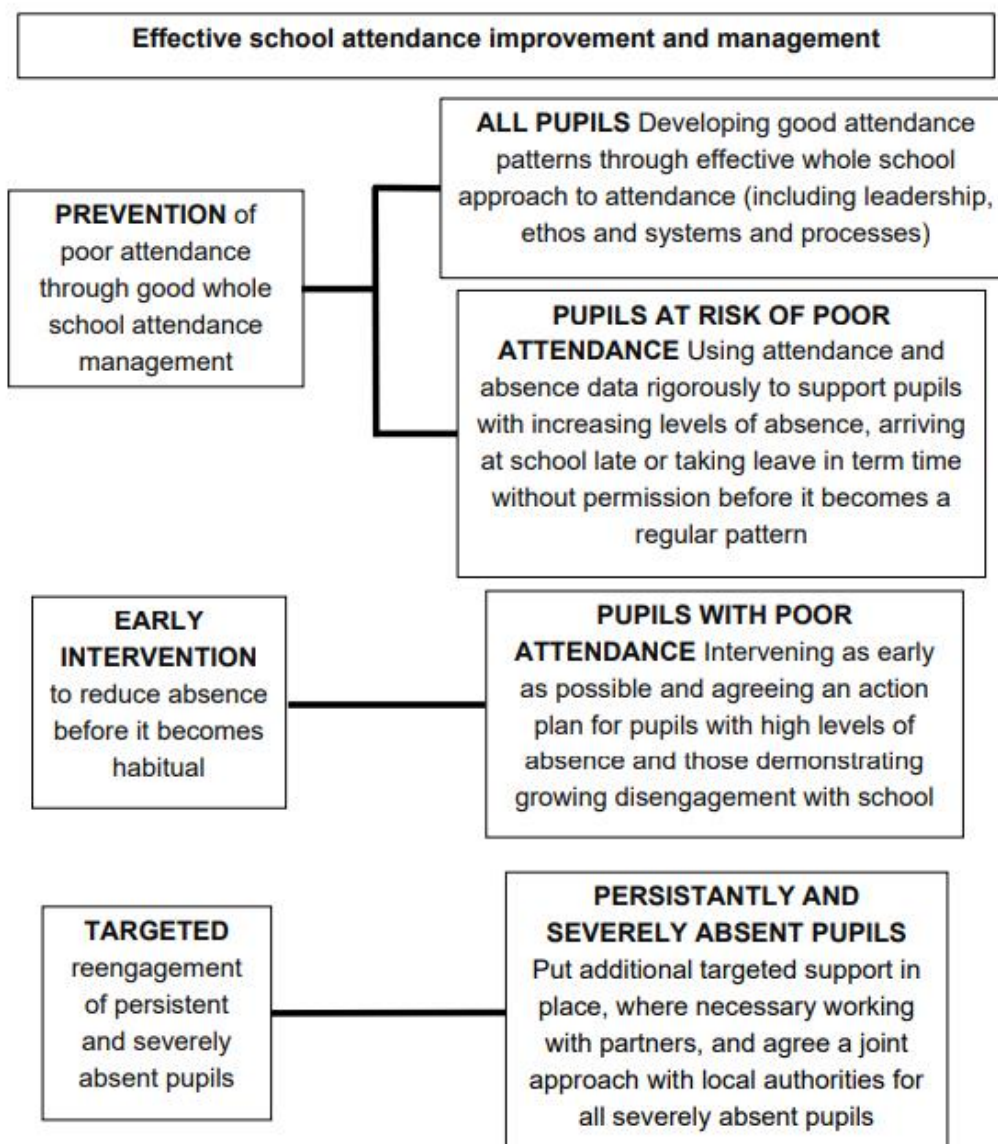 Effective school attendance improvement and management
PREVENTION of
poor attendance
through good whole
school attendance
management
ALL PUPILS Developing good attendance
patterns through effective whole school
approach to attendance (including leadership,
ethos and systems and processes)
PUPILS AT RISK OF POOR
ATTENDANCE Using attendance and
absence data rigorously to support pupils
with increasing levels of absence, arriving
at school late or taking leave in term time
without permission before it becomes a
regular pattern
EARLY
INTERVENTION
to reduce absence
before it becomes
habitual
PUPILS WITH POOR
ATTENDANCE Intervening as early
as possible and agreeing an action
plan for pupils with high levels of
absence and those demonstrating
growing disengagement with school
TARGETED
reengagement
of persistent
and severely
absent pupils
PERSISTANTLY AND
SEVERELY ABSENT PUPILS
Put additional targeted support in
place, where necessary working
with partners, and agree a joint
approach with local authorities for
all severely absent pupils